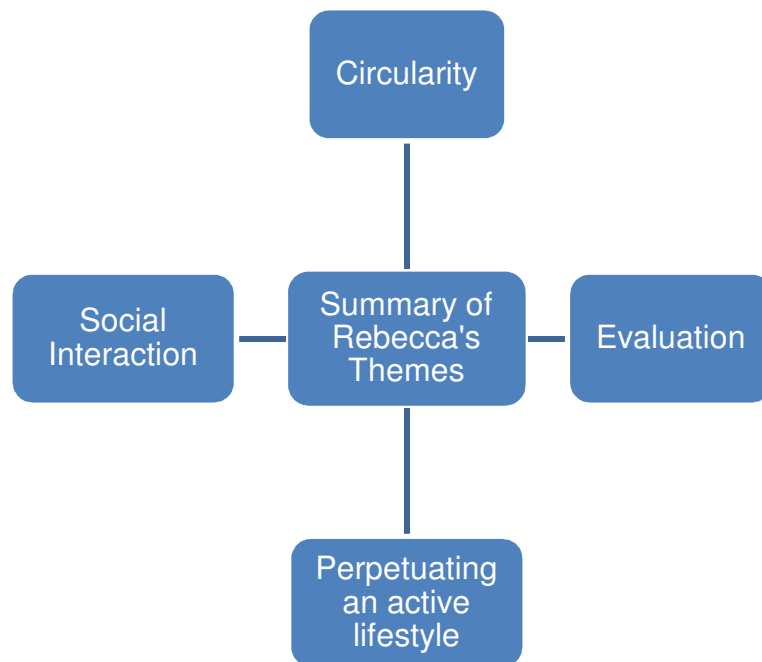 Circularity
Social
Interaction
Summary of
Rebecca's
Themes
Evaluation
Perpetuating
an active
lifestyle